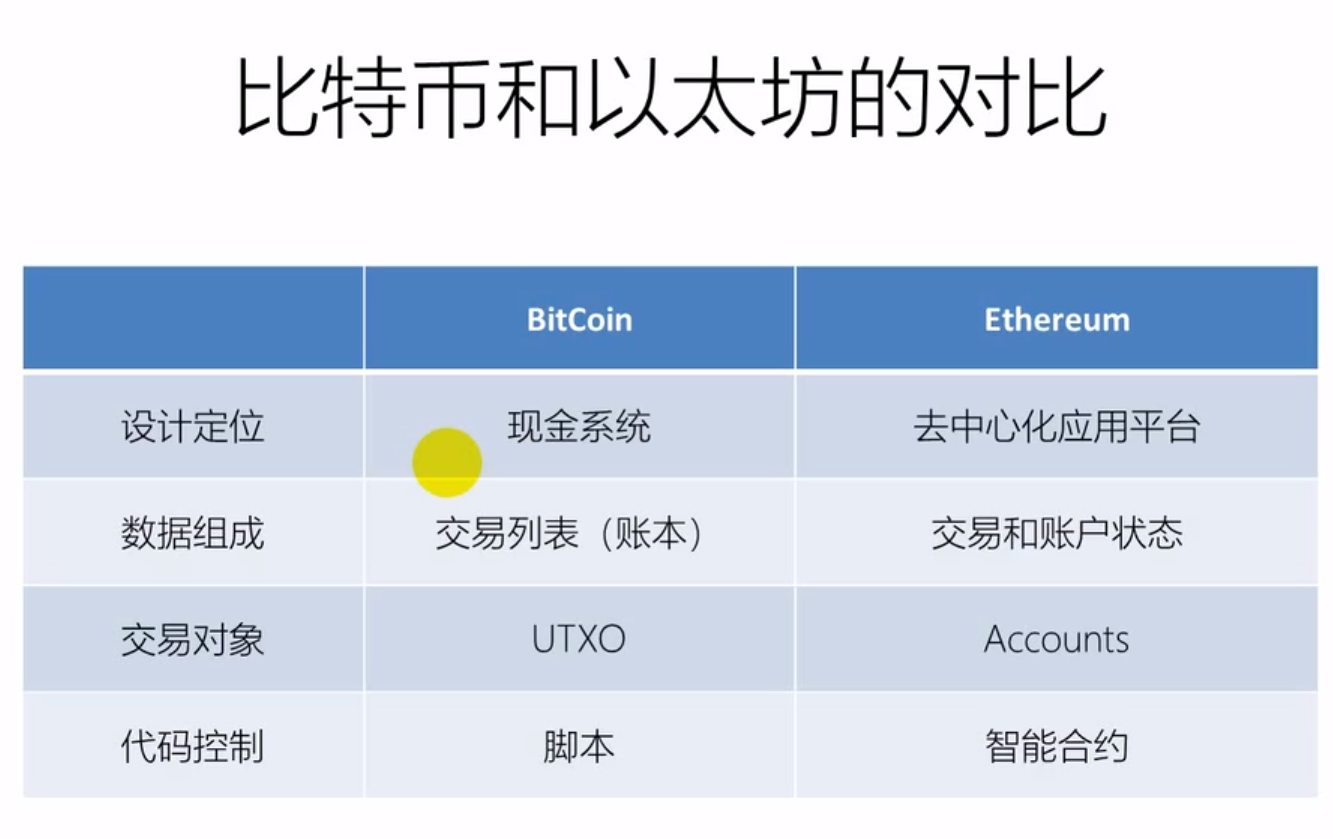 比特币和以太坊的对比
BitCoin Ethereum
设计定位 现金系统 去中心化应用平台
数据组成 交易列表（账本） 交易和账户状态
交易对象 UTXO Accounts
代码控制 脚本 智能合约